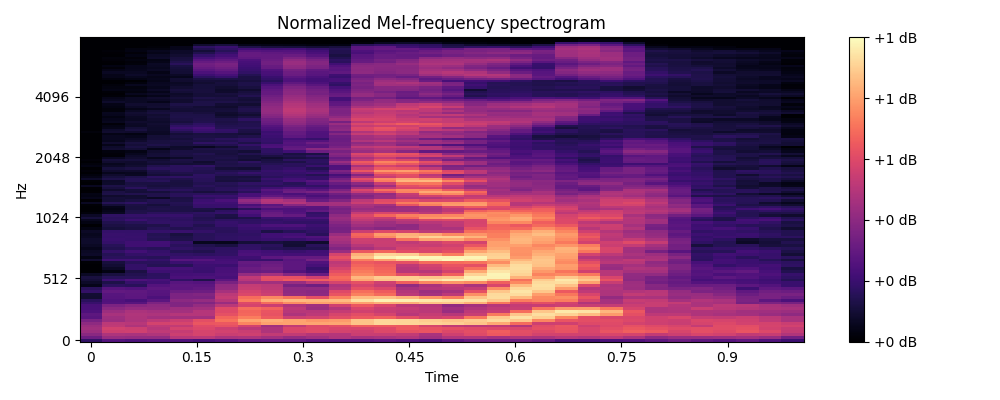 Normalized Mel-frequency spectrogram
Hz
4096
2048
1024
512
0
0 0.15 0.3 0.45 0.6 0.75 0.9
Time
+1 dB
+1 dB
+1 dB
+0 dB
+0 dB
+0 dB